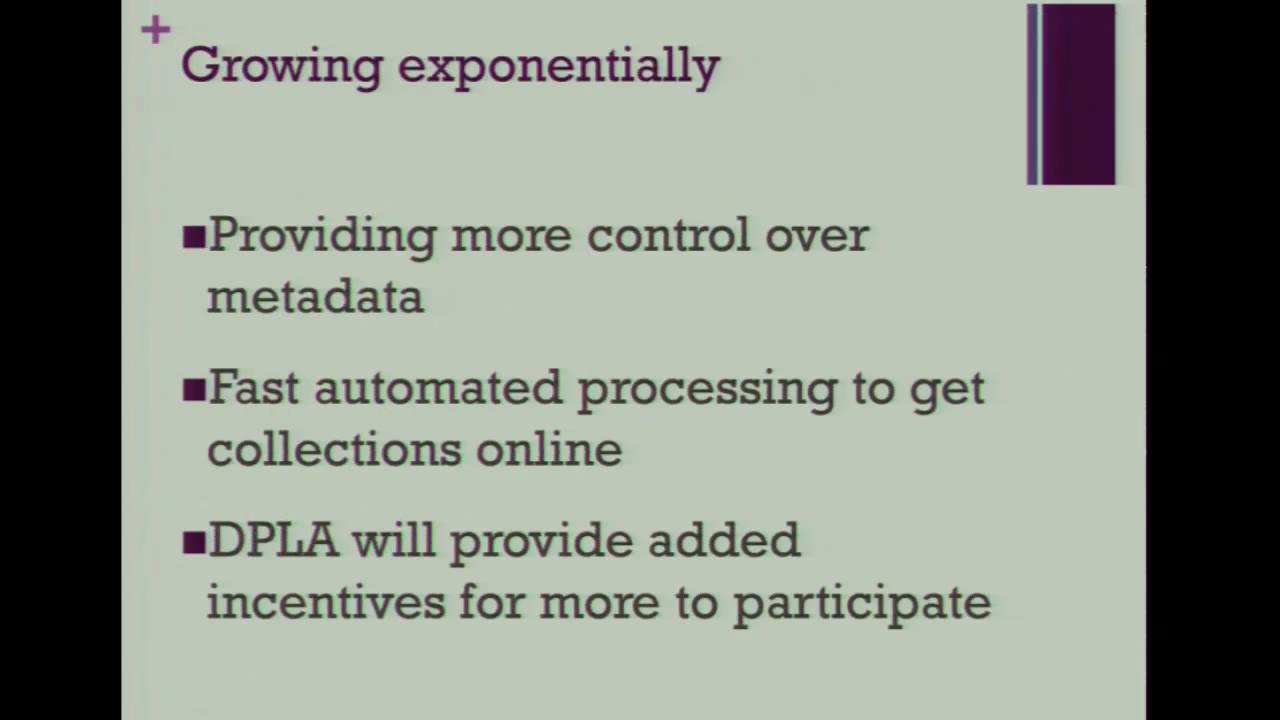 +
Growing exponentially
■Providing more control over
metadata
■Fast automated processing to get
collections online
■DPLA will provide added
incentives for more to participate